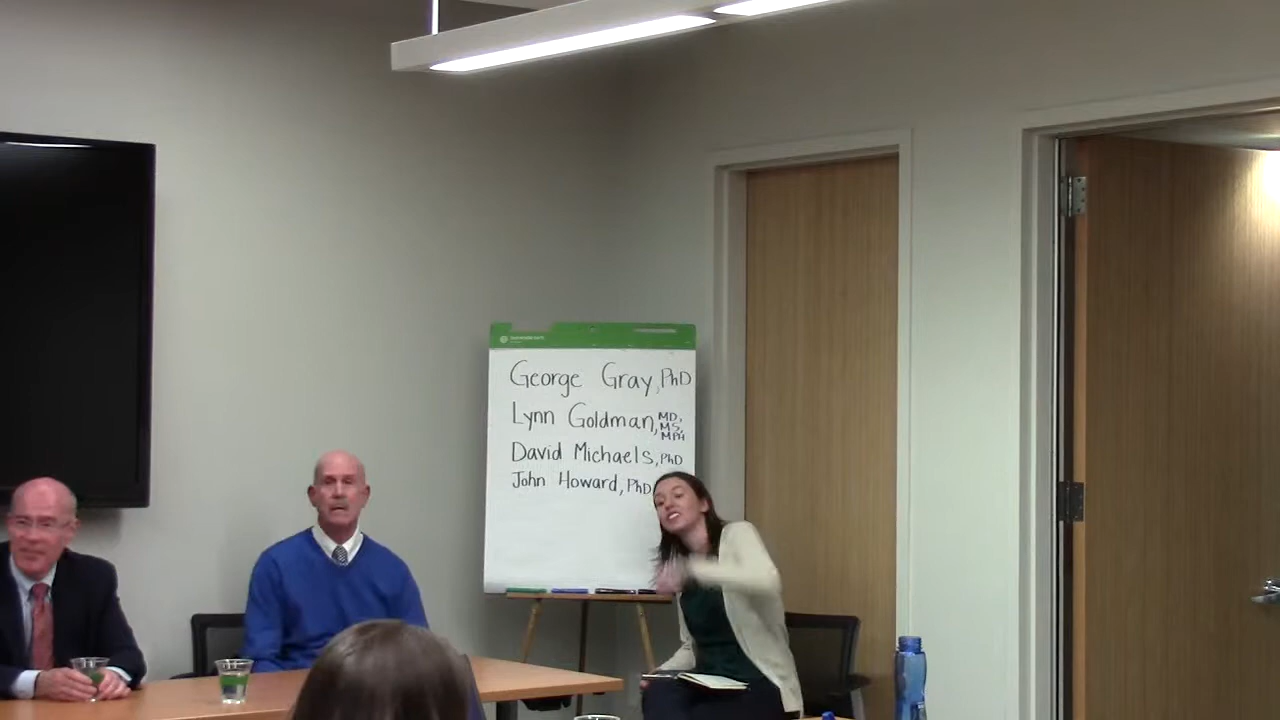 George Gray, PhD
Lynn Goldman, MD, MS, MPH
David Michaels, PhD
John Howard, PhD